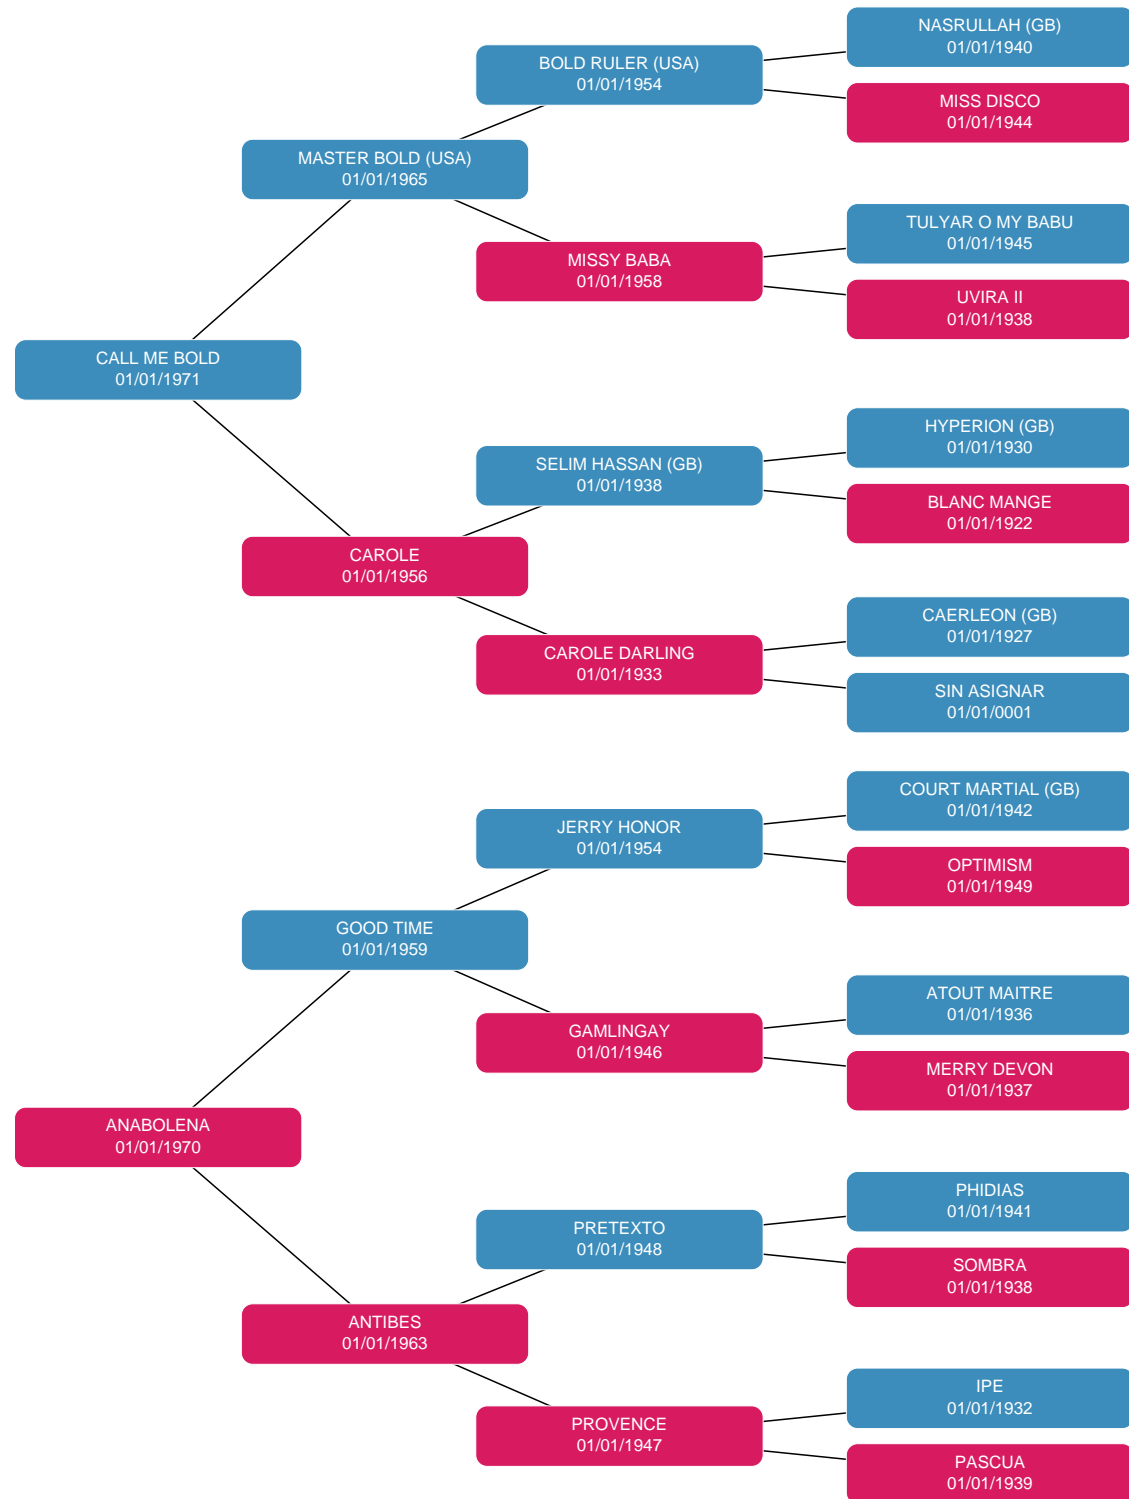 NASRULLAH (GB)
01/01/1940
BOLD RULER (USA)
01/01/1954
MISS DISCO
01/01/1944
MASTER BOLD (USA)
01/01/1965
TULYAR O MY BABU
01/01/1945
MISSY BABA
01/01/1958
UVIRA II
01/01/1938
CALL ME BOLD
01/01/1971
HYPERION (GB)
01/01/1930
SELIM HASSAN (GB)
01/01/1938
BLANC MANGE
01/01/1922
CAROLE
01/01/1956
CAERLEON (GB)
01/01/1927
CAROLE DARLING
01/01/1933
SIN ASIGNAR
01/01/0001
COURT MARTIAL (GB)
01/01/1942
JERRY HONOR
01/01/1954
OPTIMISM
01/01/1949
GOOD TIME
01/01/1959
ATOUT MAITRE
01/01/1936
GAMLINGAY
01/01/1946
MERRY DEVON
01/01/1937
ANABOLENA
01/01/1970
PHIDIAS
01/01/1941
PRETEXTO
01/01/1948
SOMBRA
01/01/1938
ANTIBES
01/01/1963
IPE
01/01/1932
PROVENCE
01/01/1947
PASCUA
01/01/1939